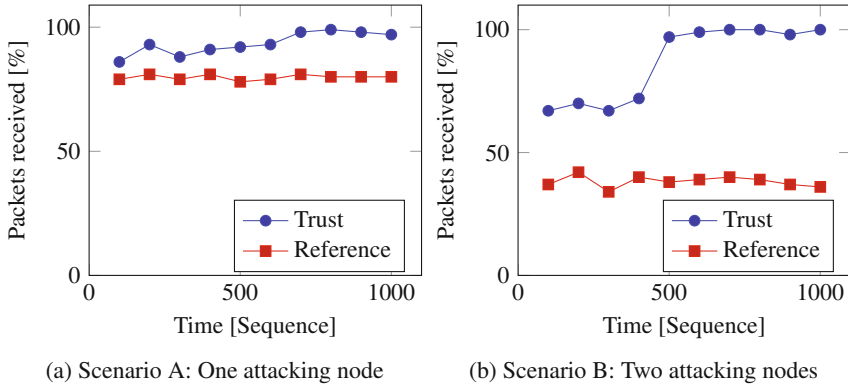 100
50
0
0
500
1000
Packets received [%]
Time [Sequence]
Trust
Reference
(a) Scenario A: One attacking node
100
50
0
0
500
1000
Packets received [%]
Time [Sequence]
Trust
Reference
(b) Scenario B: Two attacking nodes